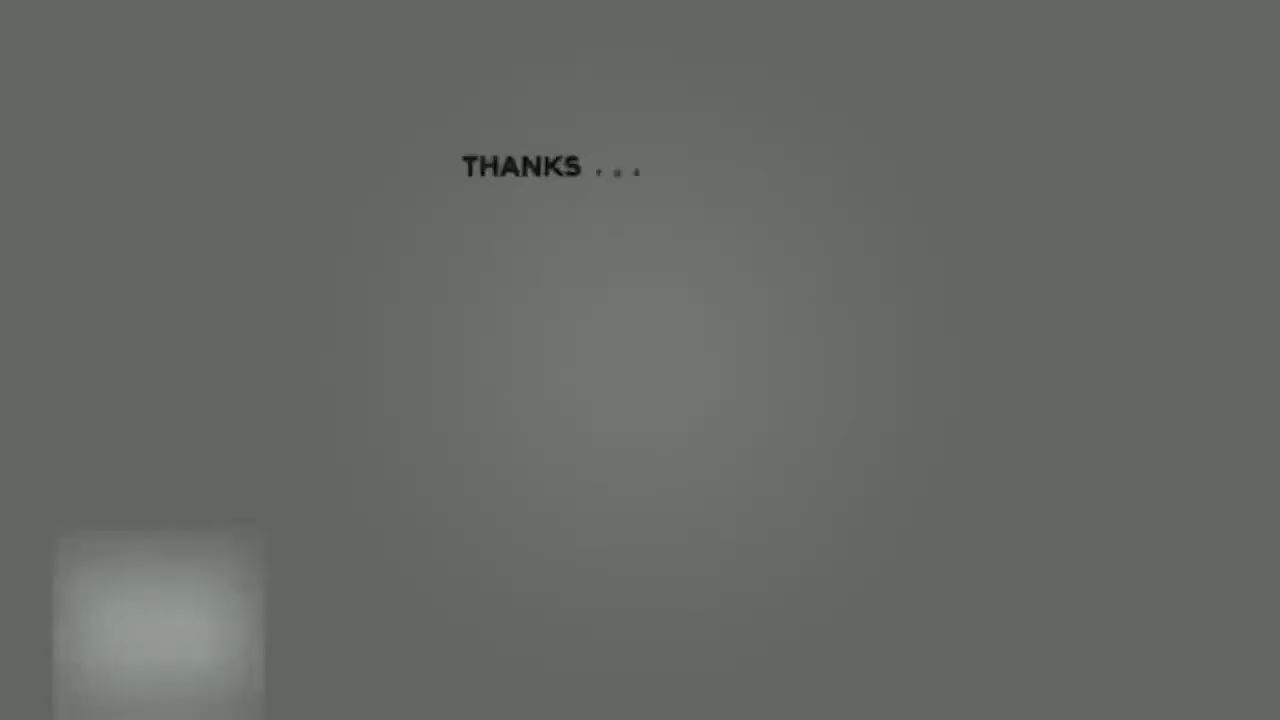 THANKS . . .